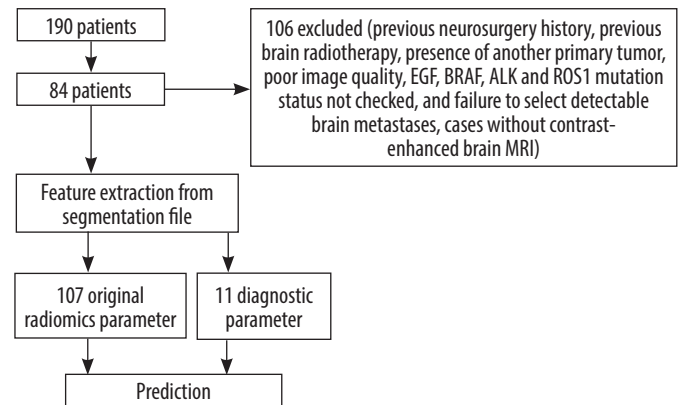 190 patients
106 excluded (previous neurosurgery history, previous
brain radiotherapy, presence of another primary tumor,
poor image quality, EGF, BRAF, ALK and ROS1 mutation
status not checked, and failure to select detectable
brain metastases, cases without contrast-
enhanced brain MRI)
84 patients
Feature extraction from
segmentation file
107 original
radiomics parameter
11 diagnostic
parameter
Prediction